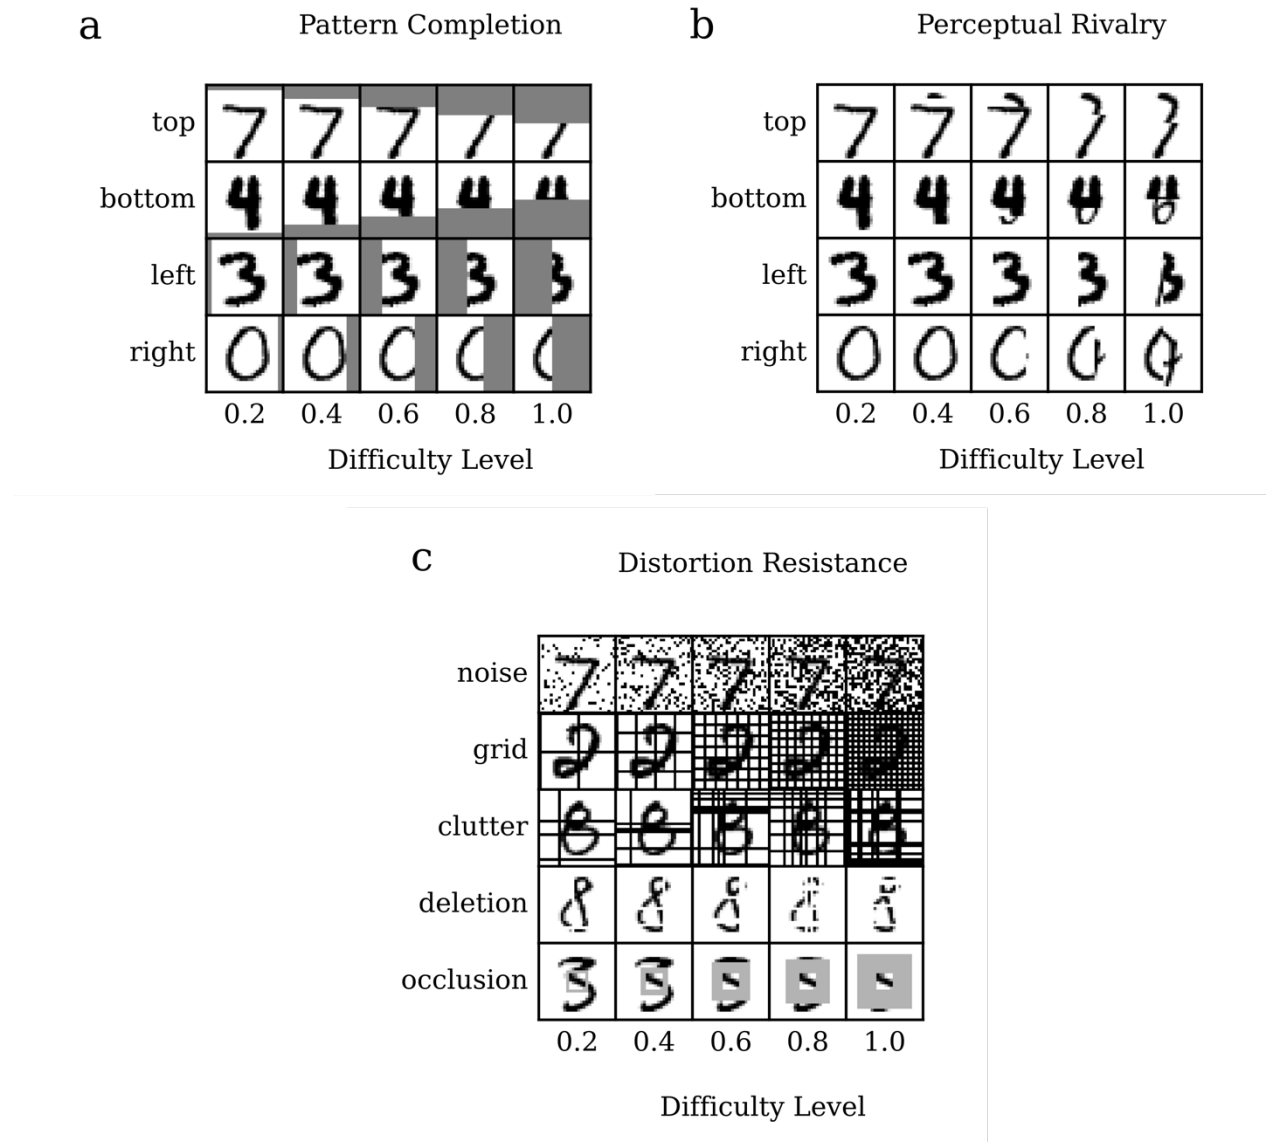 a Pattern Completion
top
bottom
left
right
0.2 0.4 0.6 0.8 1.0
Difficulty Level
b Perceptual Rivalry
top
bottom
left
right
0.2 0.4 0.6 0.8 1.0
Difficulty Level
c Distortion Resistance
noise
grid
clutter
deletion
occlusion
0.2 0.4 0.6 0.8 1.0
Difficulty Level